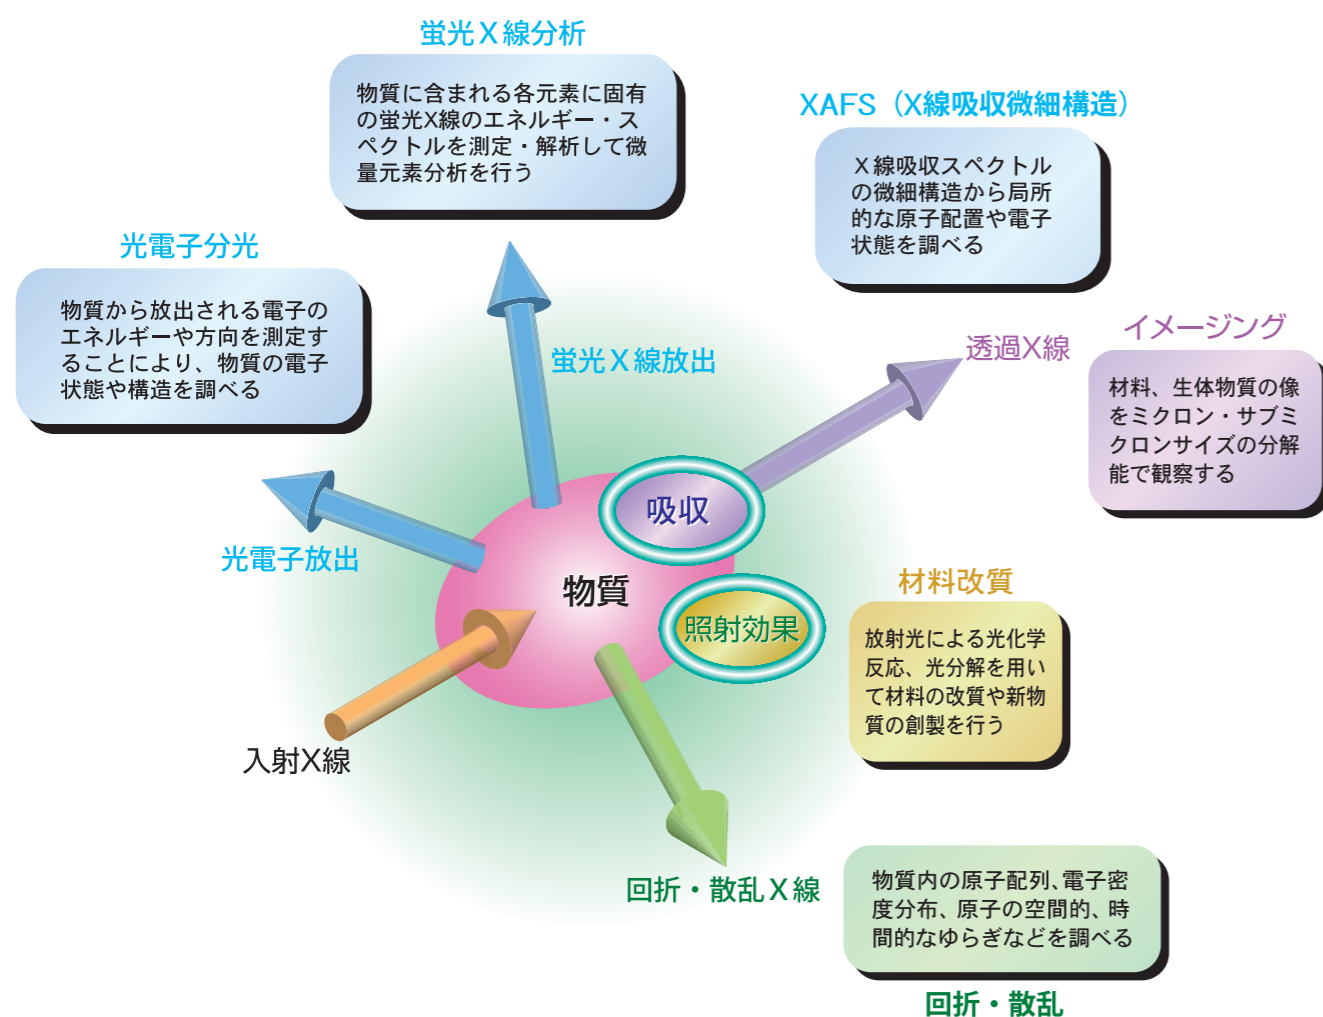 蛍光X線分析
物質に含まれる各元素に固有
の蛍光X線のエネルギー・ス
ペクトルを測定・解析して微
量元素分析を行う
XAFS（X線吸収微細構造）
X線吸収スペクトル
の微細構造から局所
的な原子配置や電子
状態を調べる
光電子分光
物質から放出される電子の
エネルギーや方向を測定す
ることにより、物質の電子
状態や構造を調べる
蛍光X線放出
透過X線
イメージング
材料、生体物質の像
をミクロン・サブミ
クロンサイズの分解
能で観察する
吸収
光電子放出
物質
照射効果
材料改質
放射光による光化学
反応、光分解を用い
て材料の改質や新物
質の創製を行う
入射X線
回折・散乱X線
物質内の原子配列、電子密
度分布、原子の空間的、時
間的なゆらぎなどを調べる
回折・散乱